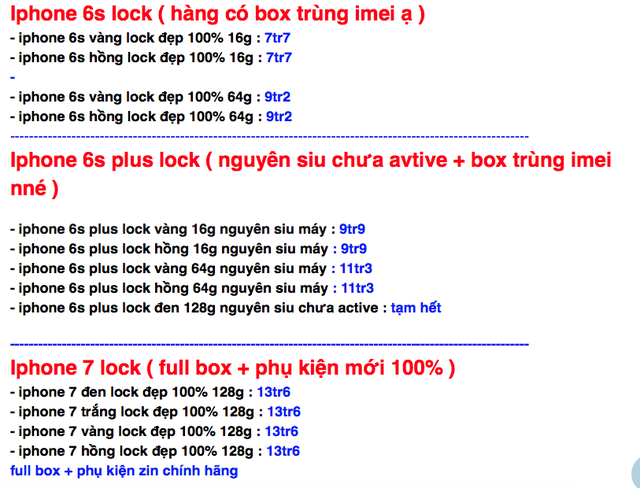 Iphone 6s lock ( hàng có box trùng imei ạ )
- iphone 6s vàng lock đẹp 100% 16g : 7tr7
- iphone 6s hồng lock đẹp 100% 16g : 7tr7
-
- iphone 6s vàng lock đẹp 100% 64g : 9tr2
- iphone 6s hồng lock đẹp 100% 64g : 9tr2
--------------------------------------------------------------------------------------------------------------
Iphone 6s plus lock ( nguyên siu chưa avtive + box trùng imei
nné )
- iphone 6s plus lock vàng 16g nguyên siu máy : 9tr9
- iphone 6s plus lock hồng 16g nguyên siu máy : 9tr9
- iphone 6s plus lock vàng 64g nguyên siu máy : 11tr3
- iphone 6s plus lock hồng 64g nguyên siu máy : 11tr3
- iphone 6s plus lock đen 128g nguyên siu chưa active : tạm hết
--------------------------------------------------------------------------------------------------------------
Iphone 7 lock ( full box + phụ kiện mới 100% )
- iphone 7 đen lock đẹp 100% 128g : 13tr6
- iphone 7 trắng lock đẹp 100% 128g : 13tr6
- iphone 7 vàng lock đẹp 100% 128g : 13tr6
- iphone 7 hồng lock đẹp 100% 128g : 13tr6
full box + phụ kiện zin chính hãng